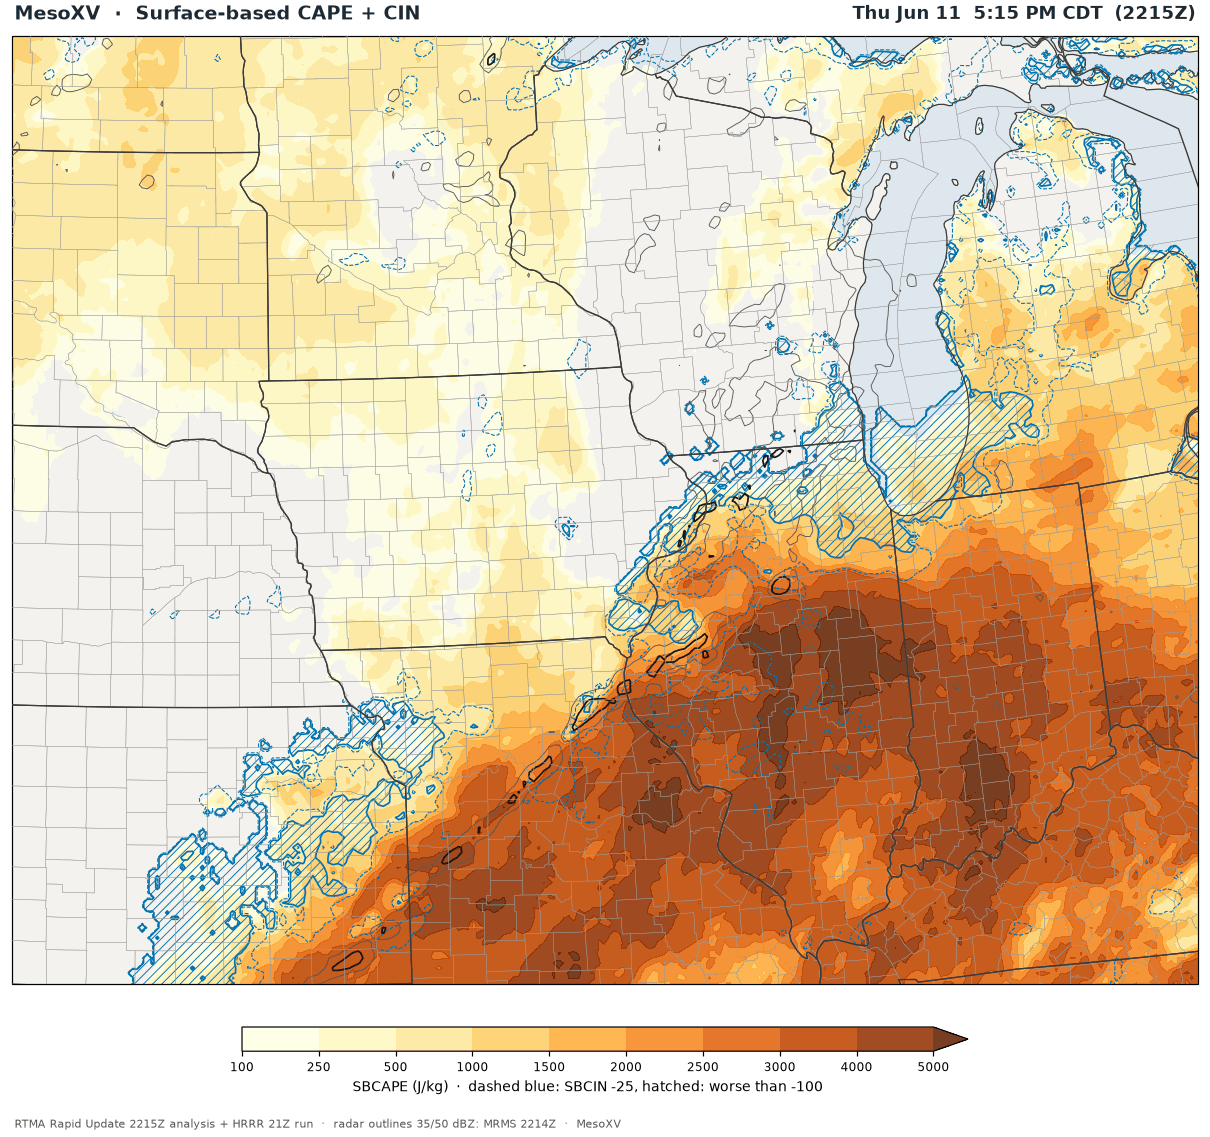 MesoXV · Surface-based CAPE + CIN
Thu Jun 11 5:15 PM CDT (2215Z)
100 250 500 1000 1500 2000 2500 3000 4000 5000
SBCAPE (J/kg) · dashed blue: SBCIN -25, hatched: worse than -100
RTMA Rapid Update 2215Z analysis + HRRR 21Z run · radar outlines 35/50 dBZ: MRMS 2214Z · MesoXV